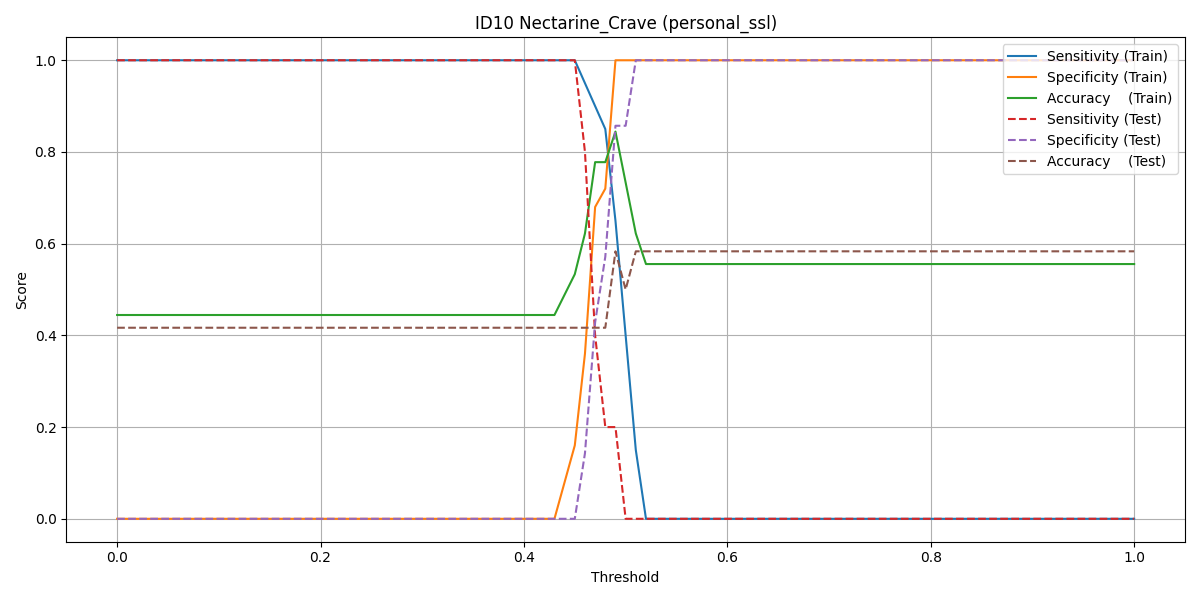 ID10 Nectarine_Crave (personal_ssl)
1.0
0.8
0.6
0.4
0.2
0.0
Score
Sensitivity (Train)
Specificity (Train)
Accuracy    (Train)
Sensitivity (Test)
Specificity (Test)
Accuracy    (Test)
0.0 0.2 0.4 0.6 0.8 1.0
Threshold